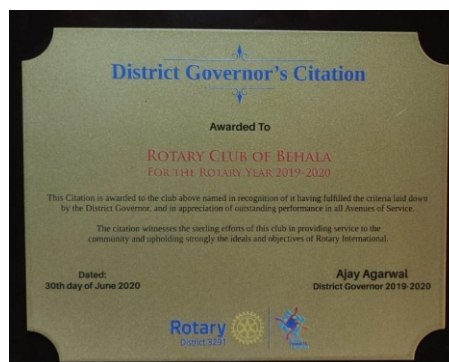 District Governor's Citation
Awarded To
ROTARY CLUB OF BEHALA
FOR THE ROTARY YEAR 2019-2020
This Citation is awarded to the club above named in recognition of it having fulfilled the criteria laid down
by the District Governor, and in appreciation of outstanding performance in all Avenues of Service.
The citation witnesses the sterling efforts of this club in providing service to the
community and upholding strongly the ideals and objectives of Rotary International.
Dated:
30th day of June 2020
Ajay Agarwal
District Governor 2019-2020
Rotary
District 3291